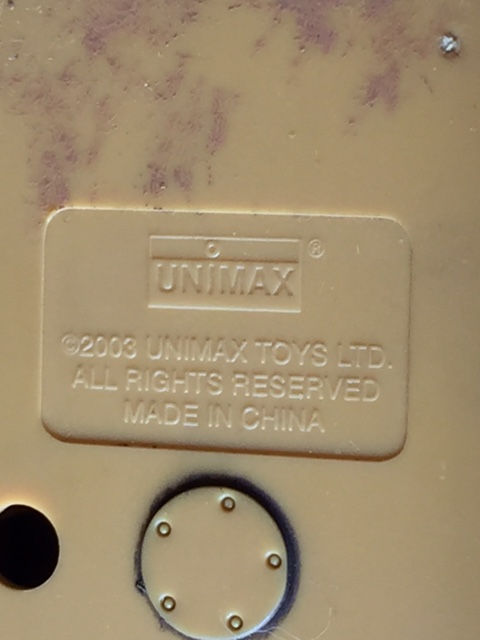 UNIMAX ®
©2003 UNIMAX TOYS LTD.
ALL RIGHTS RESERVED
MADE IN CHINA